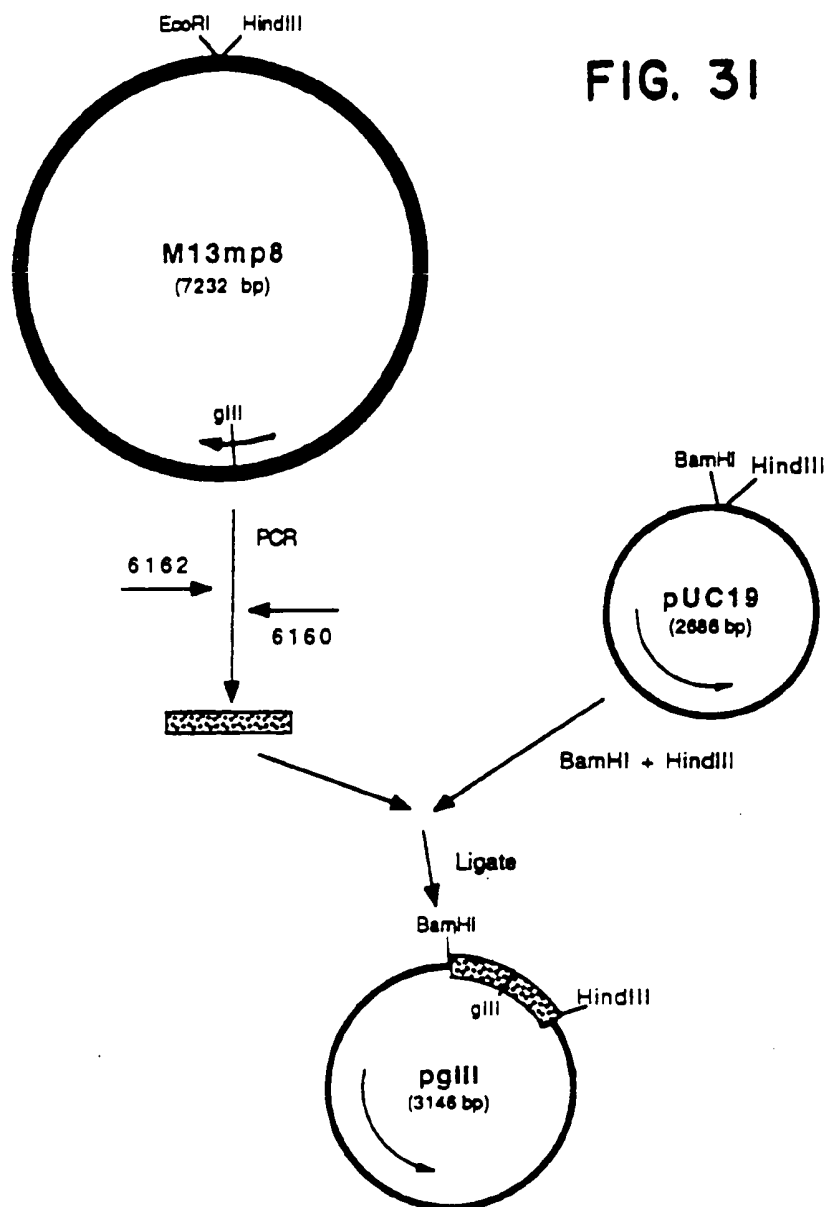 EcoRI HindIII
FIG. 31
M13mp8
(7232 bp)
gIII
PCR
6162
6160
BamHI HindIII
pUC19
(2686 bp)
BamHI + HindIII
Ligate
BamHI
gIII
HindIII
pgIII
(3146 bp)